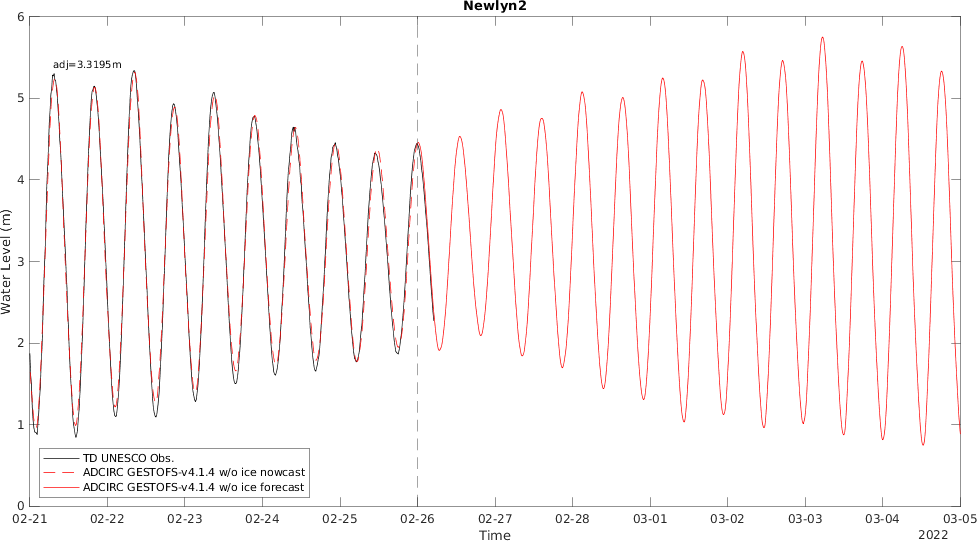 Newlyn2
6
adj=3.3195m
5
4
3
Water Level (m)
2
1
TD UNESCO Obs.
ADCIRC GESTOFS-v4.1.4 w/o ice nowcast
ADCIRC GESTOFS-v4.1.4 w/o ice forecast
0
02-21 02-22 02-23 02-24 02-25 02-26 02-27 02-28 03-01 03-02 03-03 03-04 03-05
Time
2022